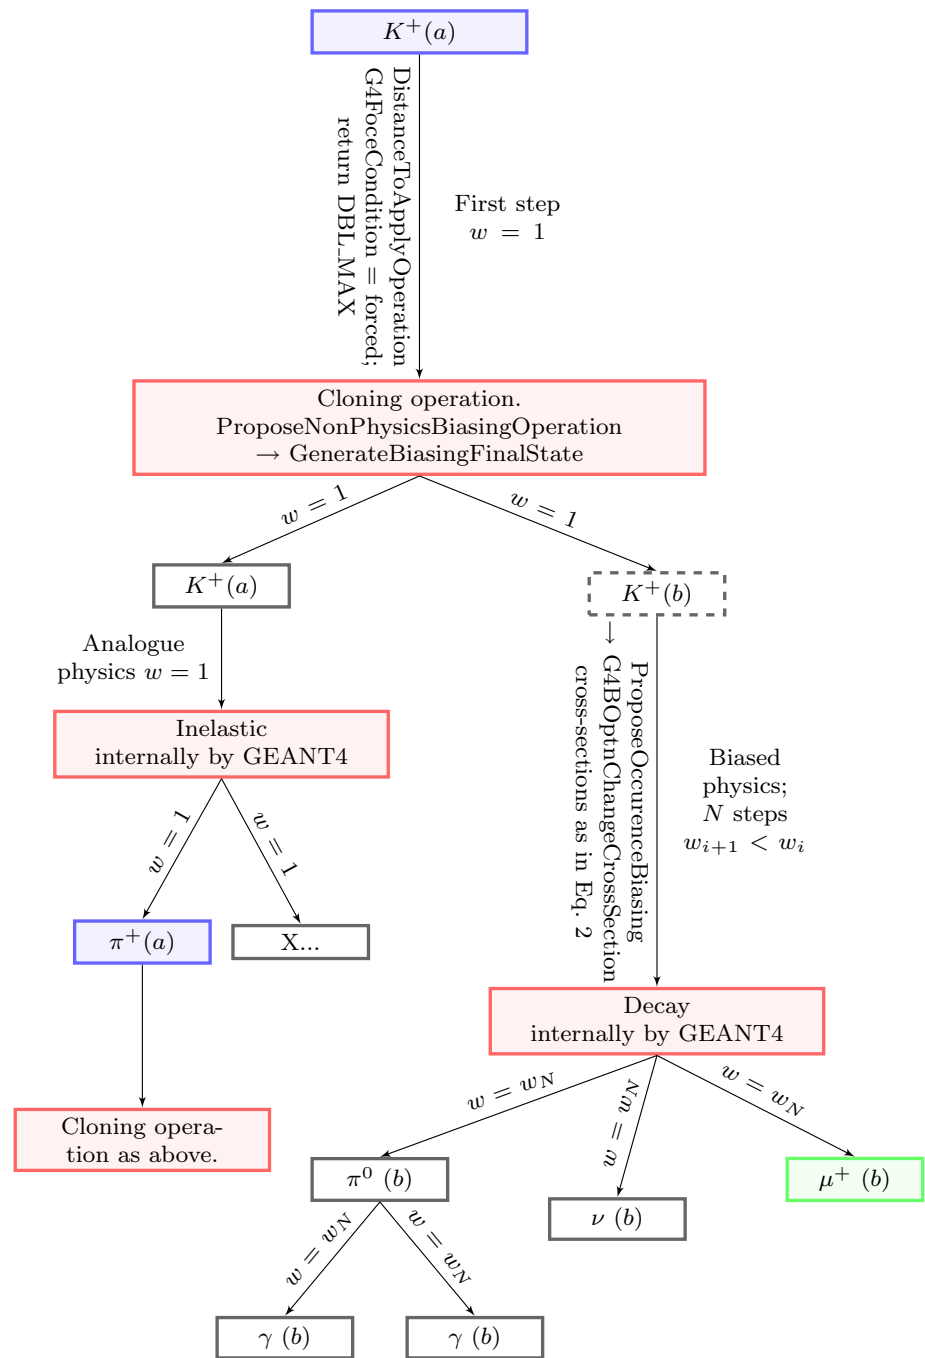 K⁺(a)
DistanceToApplyOperation
G4FoceCondition = forced;
return DBL_MAX
First step
w = 1
Cloning operation.
ProposeNonPhysicsBiasingOperation
→ GenerateBiasingFinalState
w = 1
w = 1
K⁺(a)
K⁺(b)
Analogue
physics w = 1
ProposeOccurenceBiasing
→ G4BOptnChangeCrossSection
cross-sections as in Eq. 2
Biased
physics;
N steps
wᵢ₊₁ < wᵢ
Inelastic
internally by GEANT4
w = 1
w = 1
π⁺(a)
X...
Decay
internally by GEANT4
w = w_N
w = w_N
w = w_N
Cloning opera-
tion as above.
π⁰ (b)
ν (b)
μ⁺ (b)
w = w_N
w = w_N
γ (b)
γ (b)